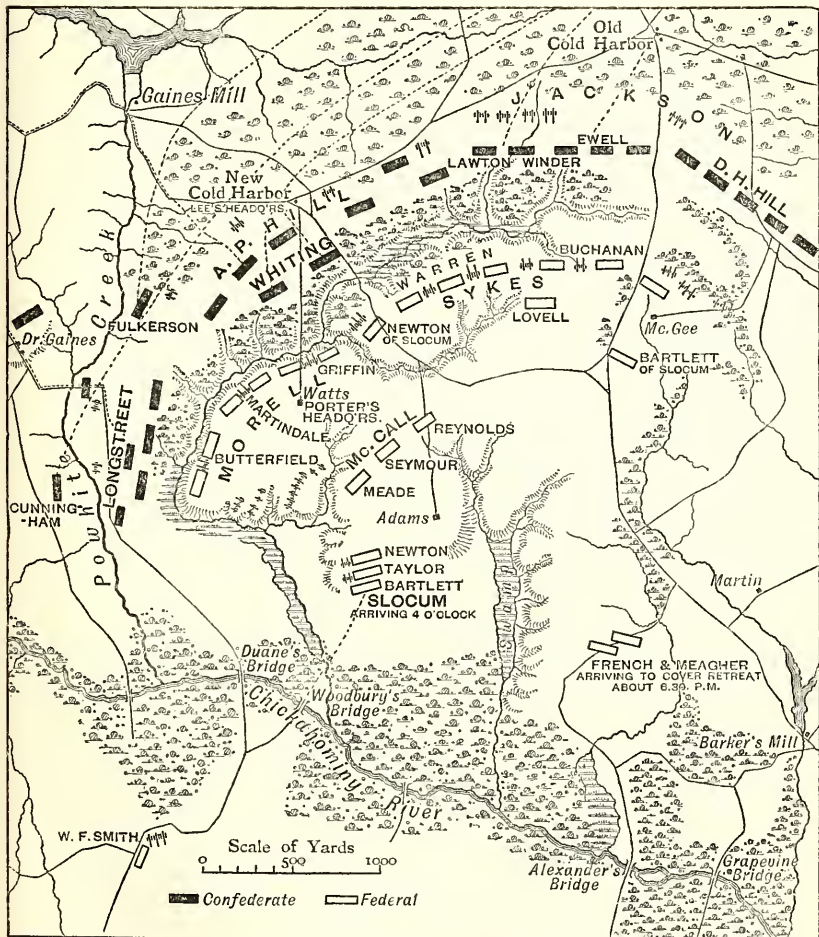 Old
Cold Harbor
Gaines Mill
JACKSON
EWELL
LAWTON WINDER
D. H. HILL
New
Cold Harbor
LEE'S HEADQ'RS.
A. P. HILL
WHITING
WARREN
BUCHANAN
SYKES
LOVELL
FULKERSON
Dr. Gaines
Creek
NEWTON
OF SLOCUM
Mc. Gee
BARTLETT
OF SLOCUM
GRIFFIN
Watts
PORTER'S
HEADQ'RS.
MARTINDALE
MORELL
LONGSTREET
Mc. CALL
REYNOLDS
BUTTERFIELD
SEYMOUR
MEADE
CUNNING
-HAM
Powhite
Adams
NEWTON
TAYLOR
BARTLETT
SLOCUM
ARRIVING 4 O'CLOCK
Swamp
Martin
Duane's
Bridge
Woodbury's
Bridge
Chickahominy
River
FRENCH & MEAGHER
ARRIVING TO COVER RETREAT
ABOUT 6.30. P.M.
Barker's Mill
W. F. SMITH
Scale of Yards
0 500 1000
Alexander's
Bridge
Grapevine
Bridge
Confederate Federal